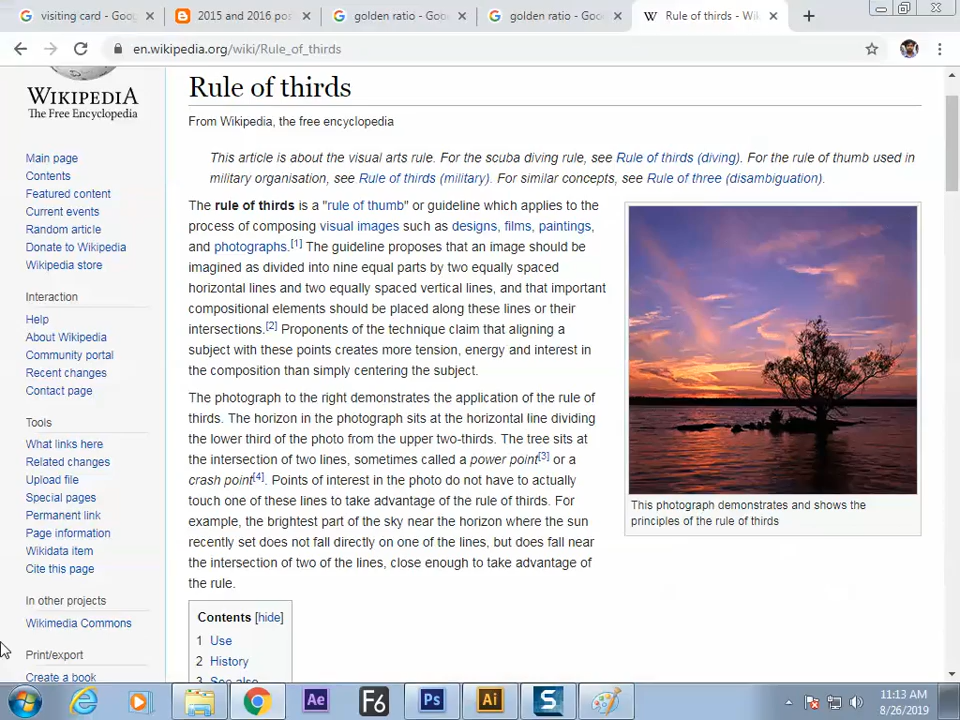 visiting card - Goo
2015 and 2016 po
golden ratio - Goo
golden ratio - Goo
Rule of thirds - Wi
en.wikipedia.org/wiki/Rule_of_thirds
WIKIPEDIA
The Free Encyclopedia
Main page
Contents
Featured content
Current events
Random article
Donate to Wikipedia
Wikipedia store
Interaction
Help
About Wikipedia
Community portal
Recent changes
Contact page
Tools
What links here
Related changes
Upload file
Special pages
Permanent link
Page information
Wikidata item
Cite this page
In other projects
Wikimedia Commons
Print/export
Create a book
Rule of thirds
From Wikipedia, the free encyclopedia
This article is about the visual arts rule. For the scuba diving rule, see Rule of thirds (diving). For the rule of thumb used in
military organisation, see Rule of thirds (military). For similar concepts, see Rule of three (disambiguation).
The rule of thirds is a "rule of thumb" or guideline which applies to the
process of composing visual images such as designs, films, paintings,
and photographs.[1] The guideline proposes that an image should be
imagined as divided into nine equal parts by two equally spaced
horizontal lines and two equally spaced vertical lines, and that important
compositional elements should be placed along these lines or their
intersections.[2] Proponents of the technique claim that aligning a
subject with these points creates more tension, energy and interest in
the composition than simply centering the subject.
The photograph to the right demonstrates the application of the rule of
thirds. The horizon in the photograph sits at the horizontal line dividing
the lower third of the photo from the upper two-thirds. The tree sits at
the intersection of two lines, sometimes called a power point[3] or a
crash point[4]. Points of interest in the photo do not have to actually
touch one of these lines to take advantage of the rule of thirds. For
example, the brightest part of the sky near the horizon where the sun
recently set does not fall directly on one of the lines, but does fall near
the intersection of two of the lines, close enough to take advantage of
the rule.
This photograph demonstrates and shows the
principles of the rule of thirds
Contents [hide]
1 Use
2 History
3 See also
Ae
F6
Ps
Ai
S
11:13 AM
8/26/2019